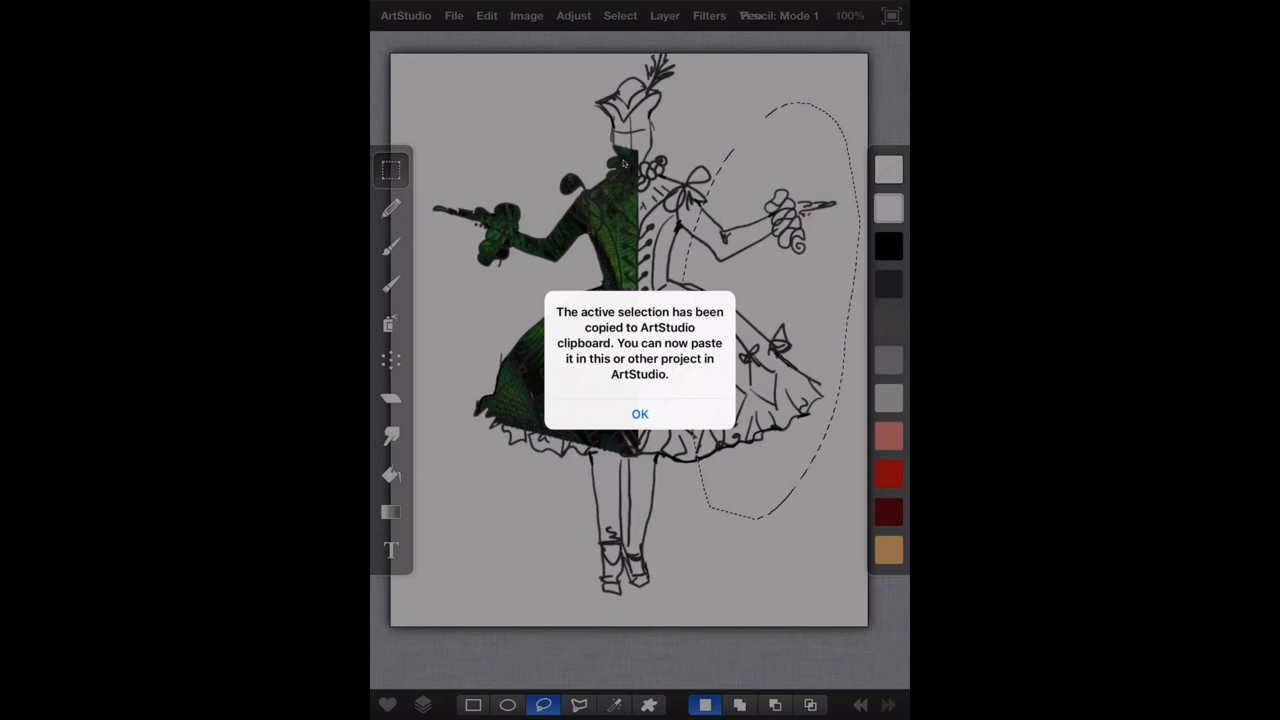 ArtStudio File Edit Image Adjust Select Layer Filters Pencil: Mode 1 100%
The active selection has been
copied to ArtStudio
clipboard. You can now paste
it in this or other project in
ArtStudio.
OK
T